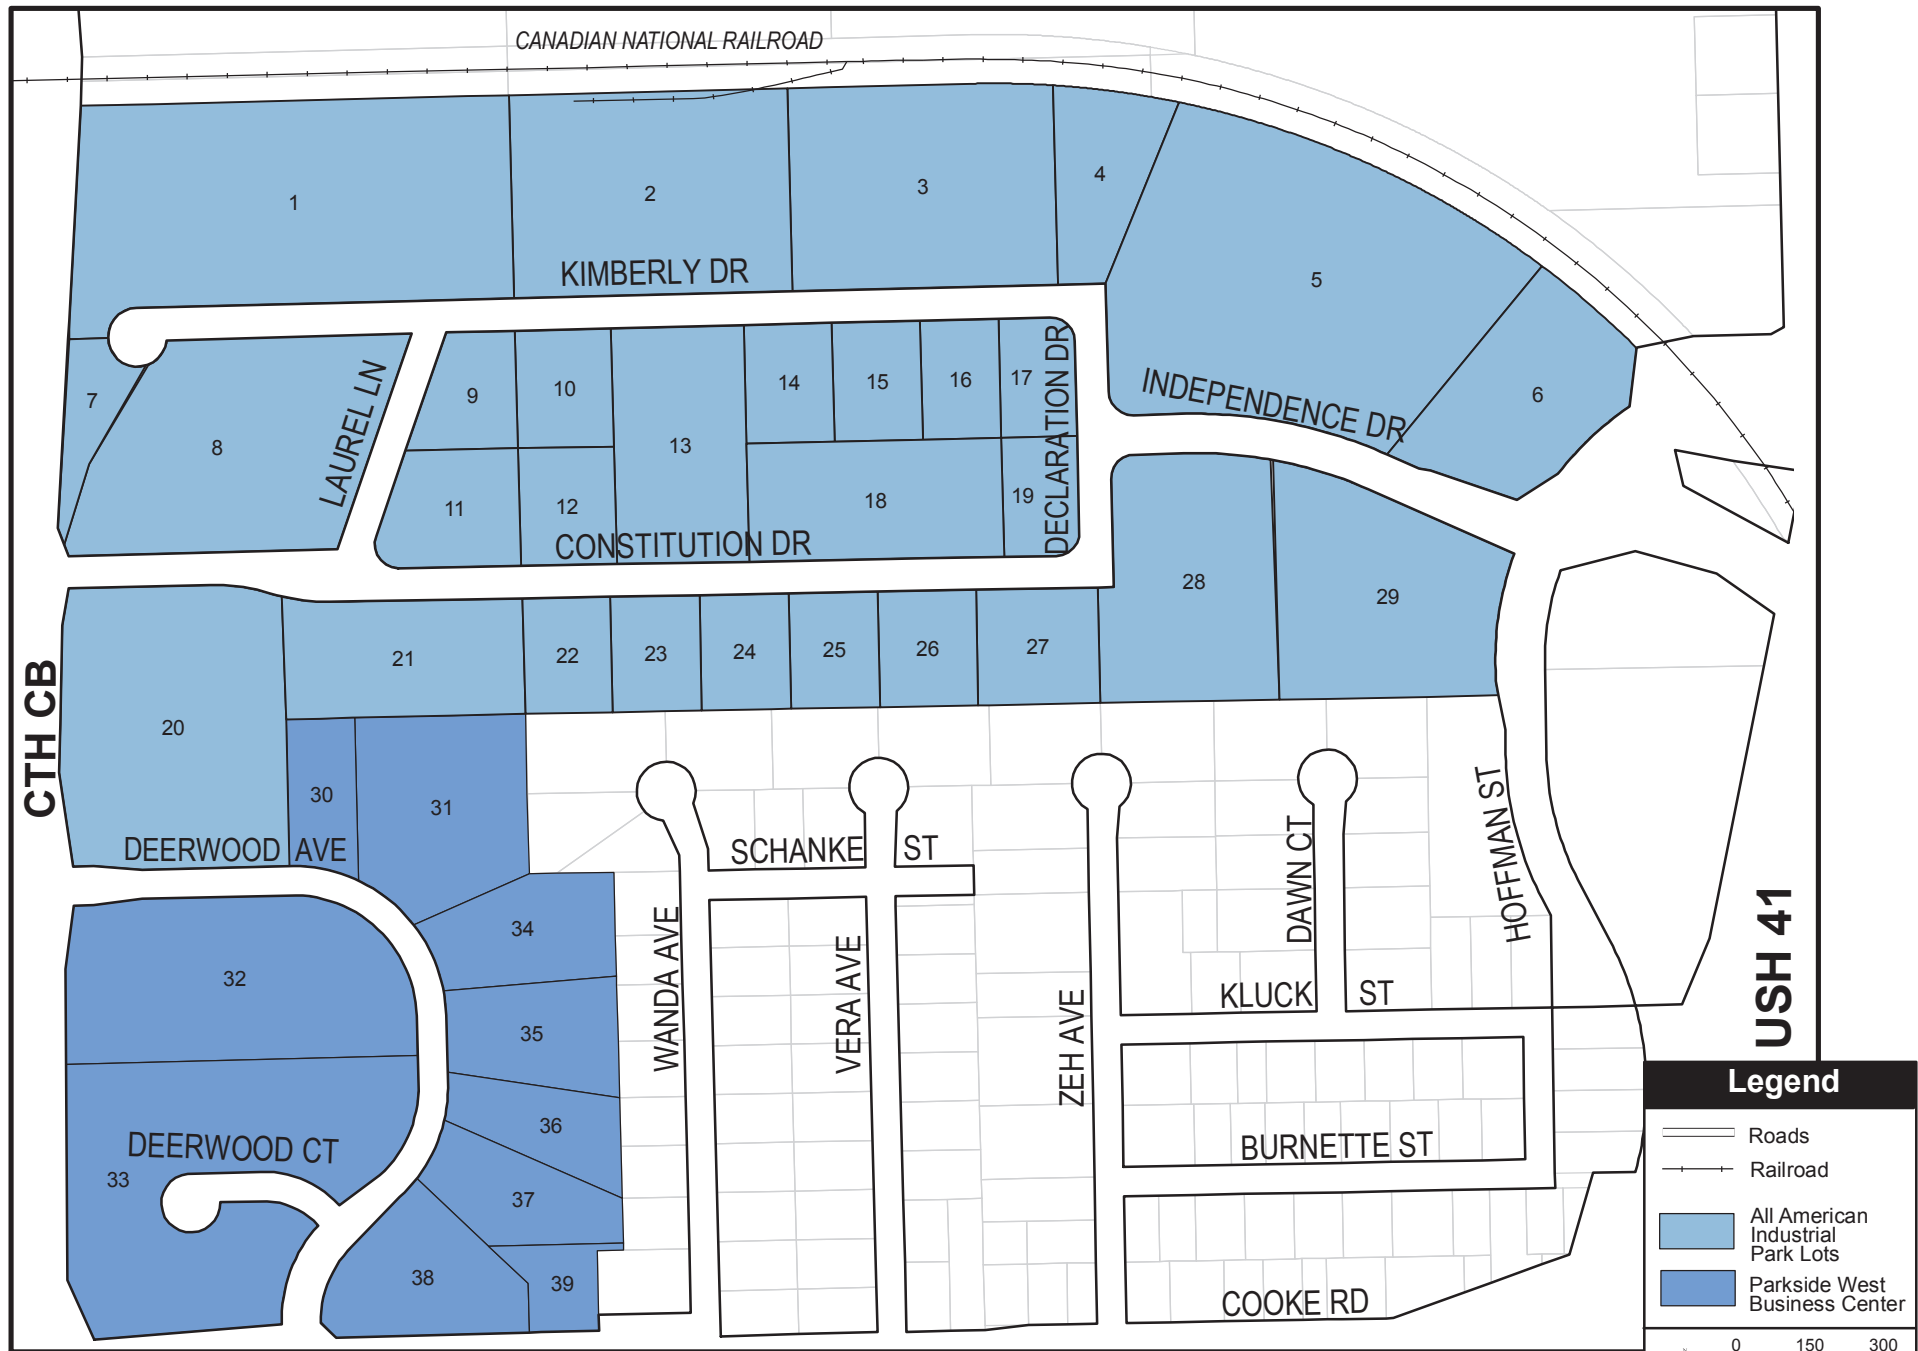 CANADIAN NATIONAL RAILROAD
1
2
3
4
5
6
KIMBERLY DR
7
8
LAUREL LN
9
10
11
12
13
14
15
16
17
18
19
DECLARATION DR
INDEPENDENCE DR
CONSTITUTION DR
20
21
22
23
24
25
26
27
28
29
CTH CB
30
31
DEERWOOD AVE
32
33
34
35
36
37
38
39
DEERWOOD CT
SCHANKE ST
WANDA AVE
VERA AVE
ZEH AVE
DAWN CT
HOFFMAN ST
KLUCK ST
BURNETTE ST
COOKE RD
USH 41
Legend
Roads
Railroad
All American
Industrial
Park Lots
Parkside West
Business Center
0 150 300